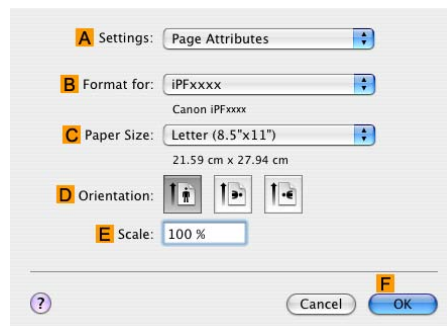 A Settings: Page Attributes
B Format for: iPFxxxx
Canon iPFxxxx
C Paper Size: Letter (8.5"x11")
21.59 cm x 27.94 cm
D Orientation:
E Scale: 100 %
F
? Cancel OK